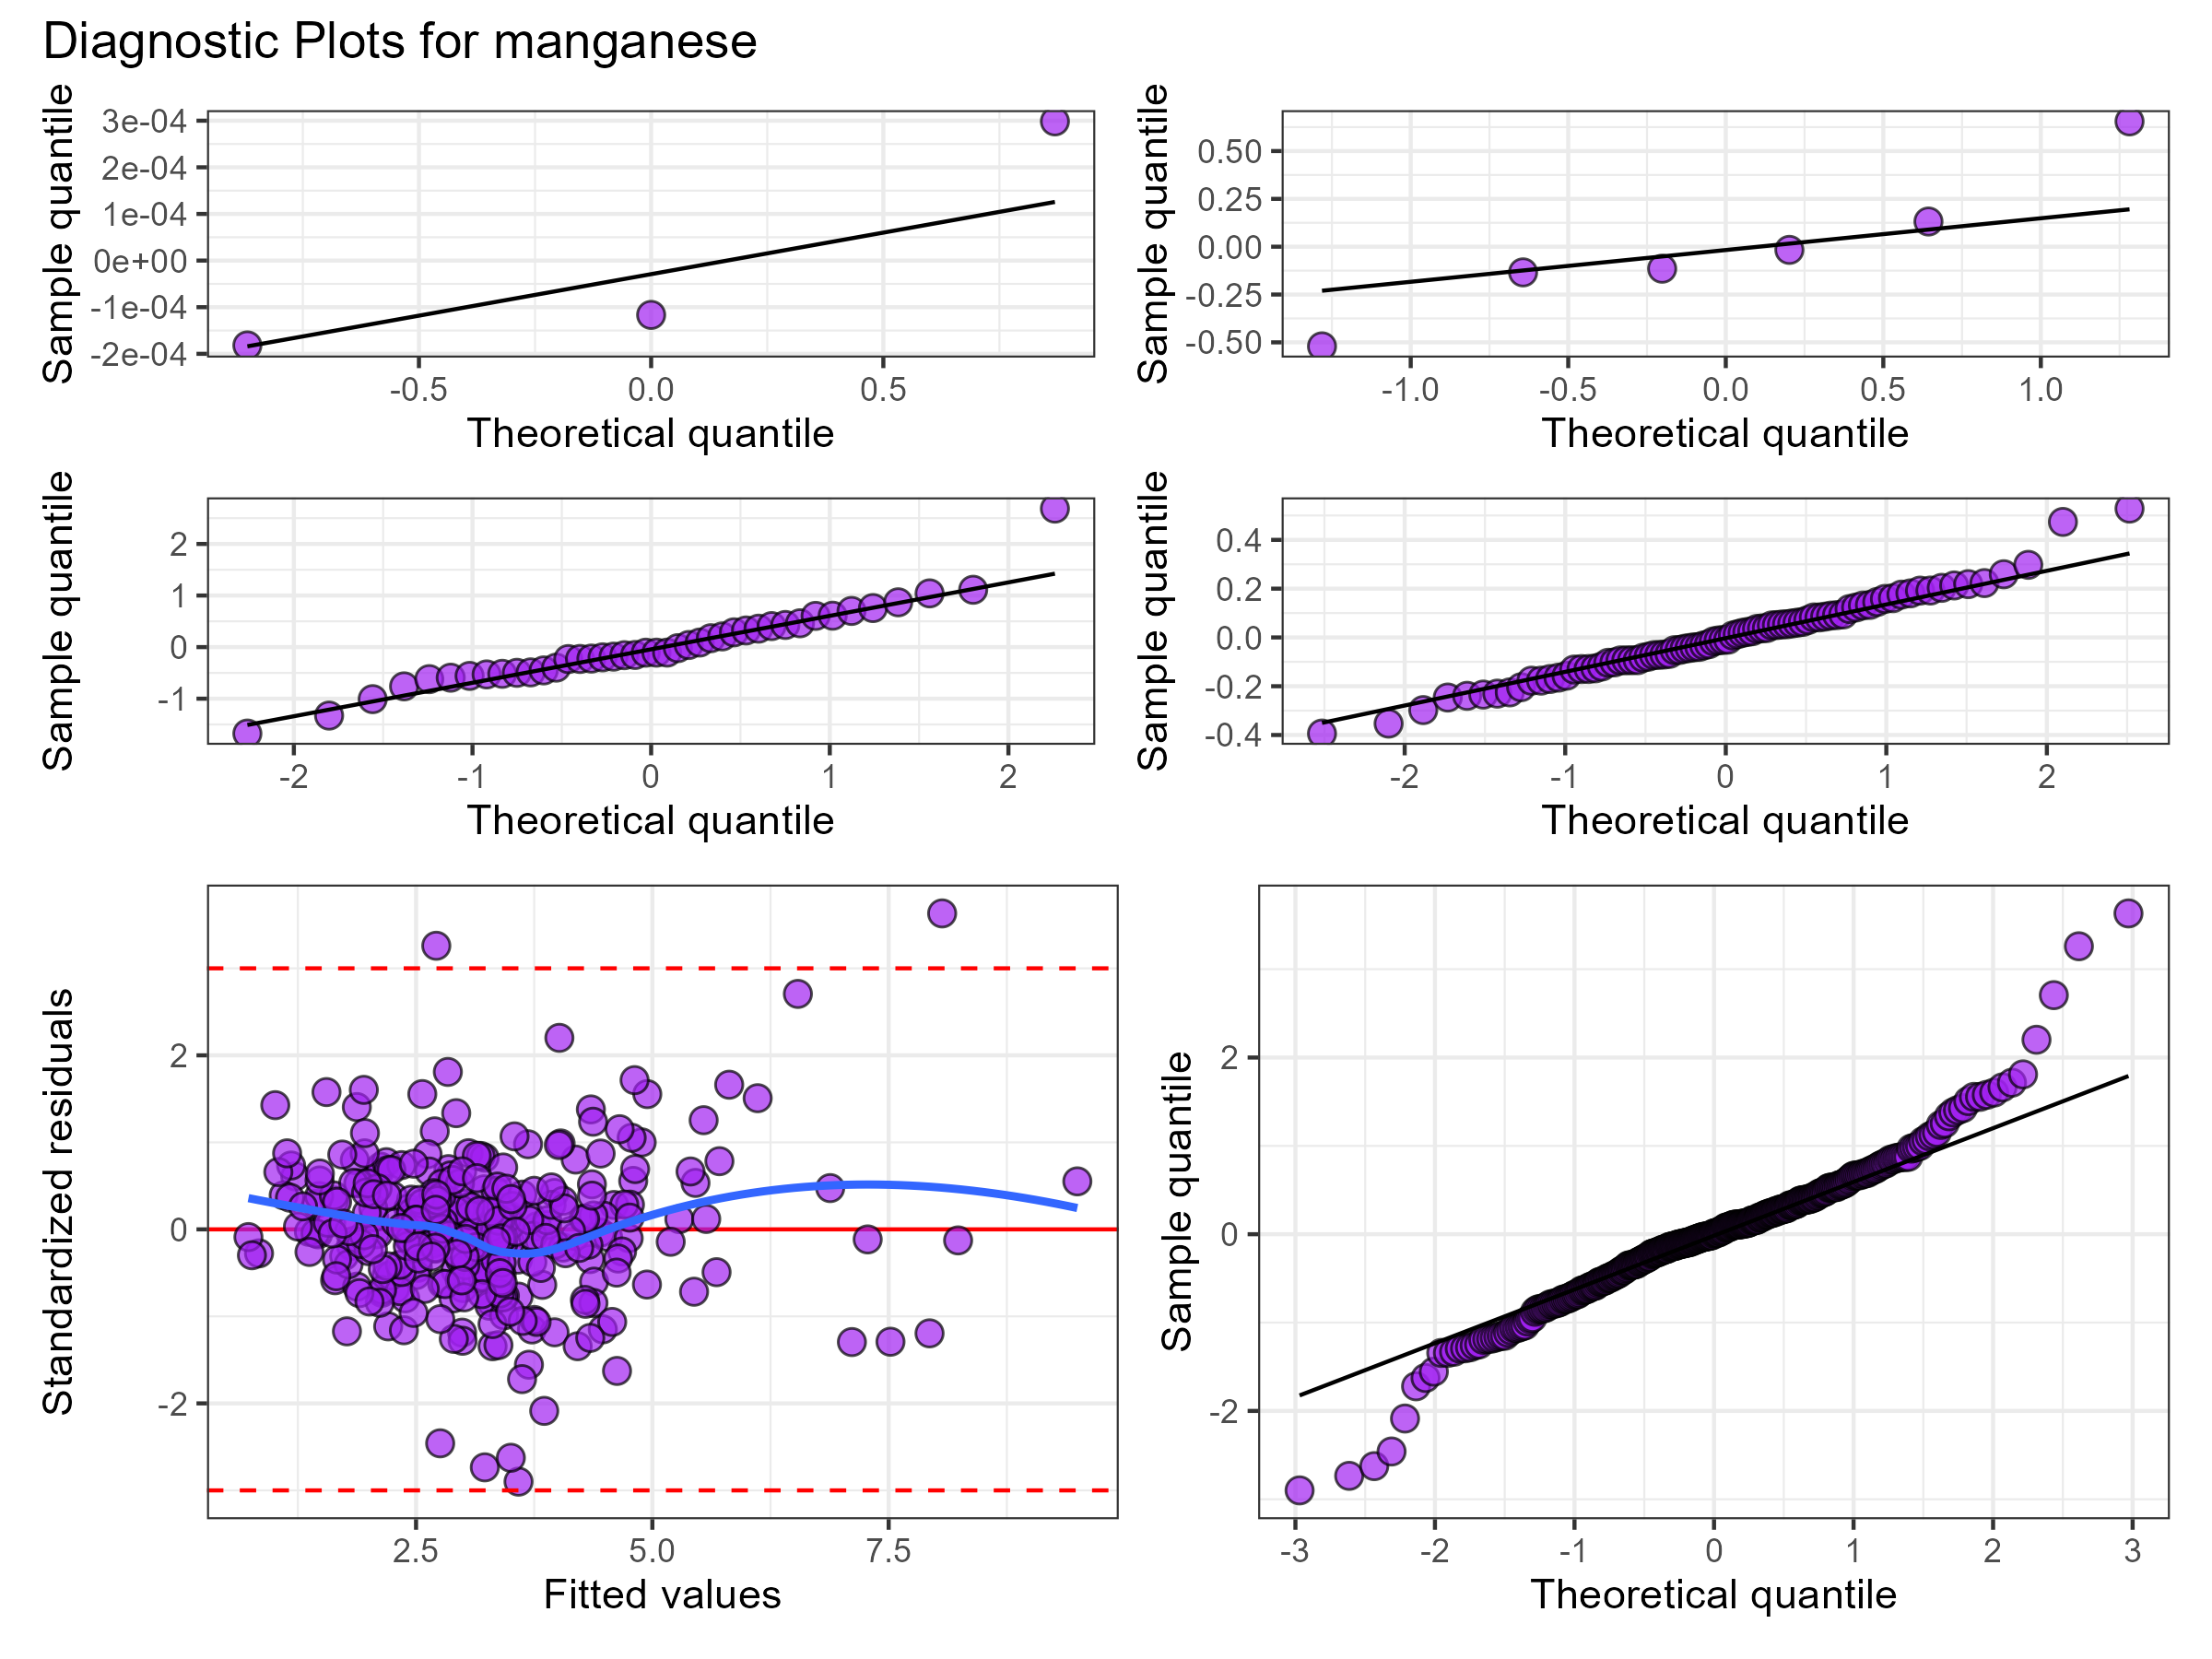 Diagnostic Plots for manganese
Sample quantile
3e-04
2e-04
1e-04
0e+00
-1e-04
-2e-04
-0.5 0.0 0.5
Theoretical quantile
Sample quantile
0.50
0.25
0.00
-0.25
-0.50
-1.0 -0.5 0.0 0.5 1.0
Theoretical quantile
Sample quantile
2
1
0
-1
-2 -1 0 1 2
Theoretical quantile
Sample quantile
0.4
0.2
0.0
-0.2
-0.4
-2 -1 0 1 2
Theoretical quantile
Standardized residuals
2
0
-2
2.5 5.0 7.5
Fitted values
Sample quantile
2
0
-2
-3 -2 -1 0 1 2 3
Theoretical quantile